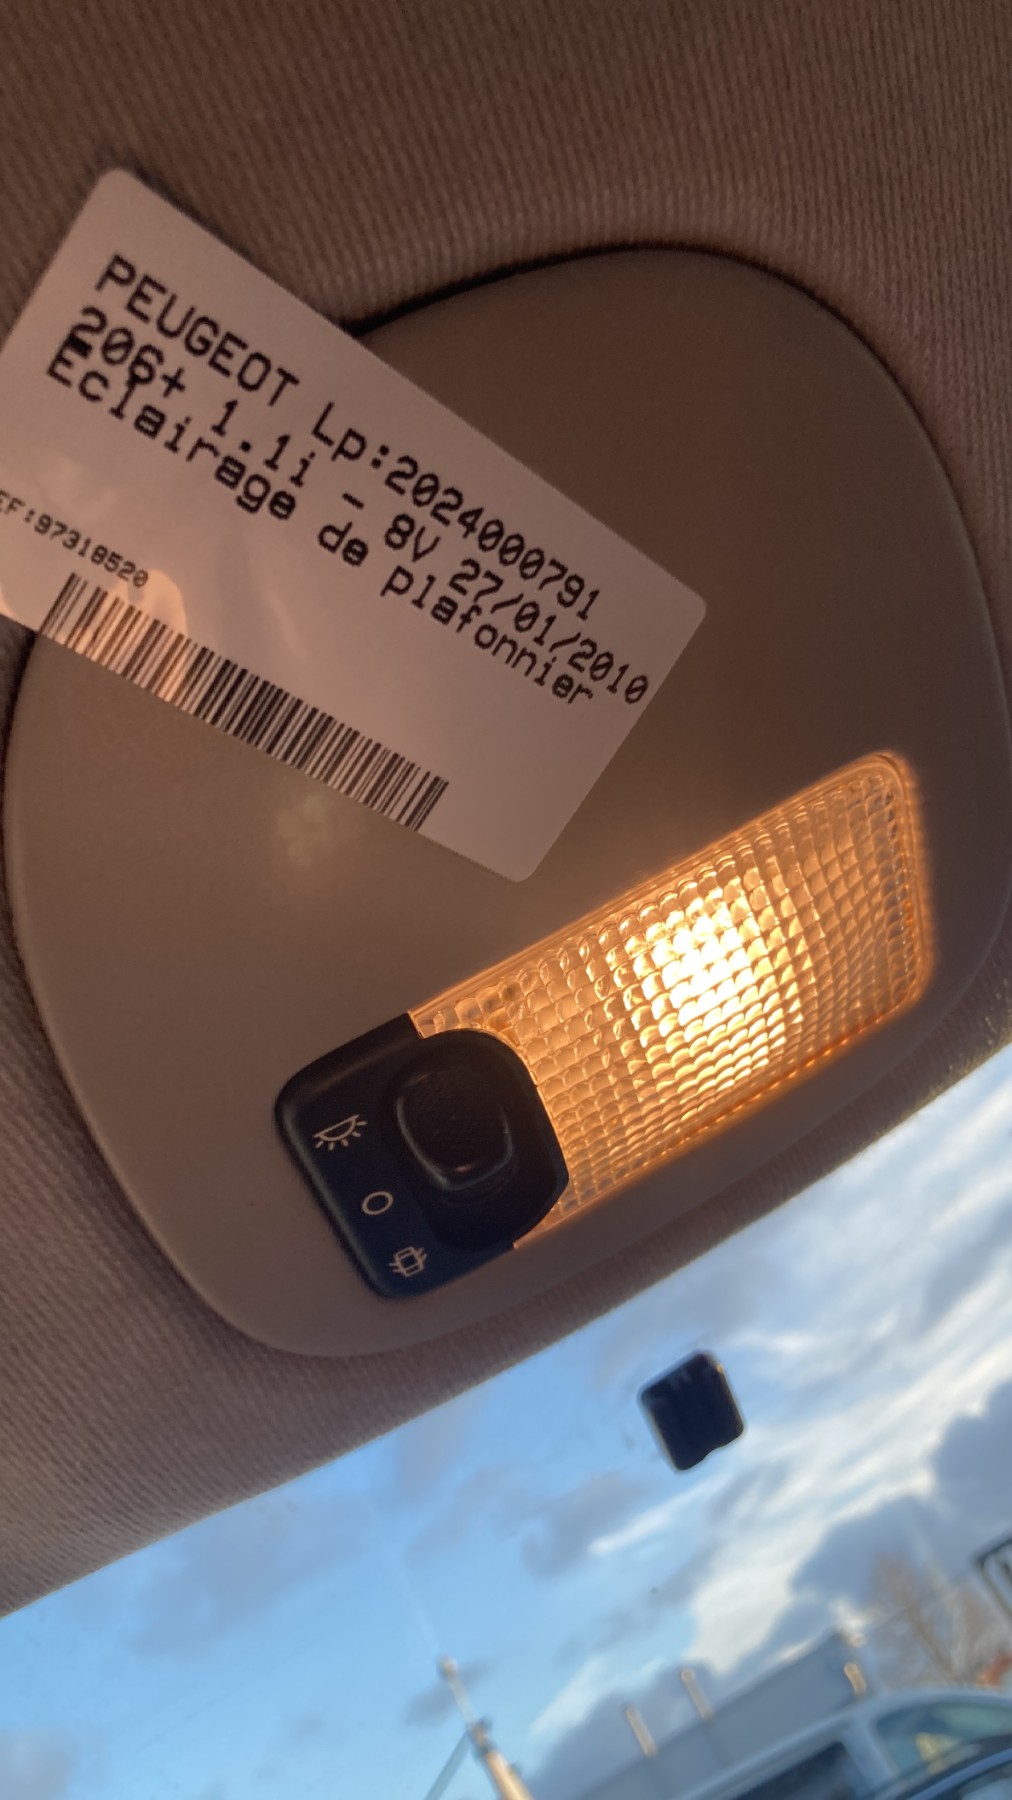 PEUGEOT Lp:2024000791
206+ 1.1i - 8V 27/01/2010
Eclairage de plafonnier
EF:97318520